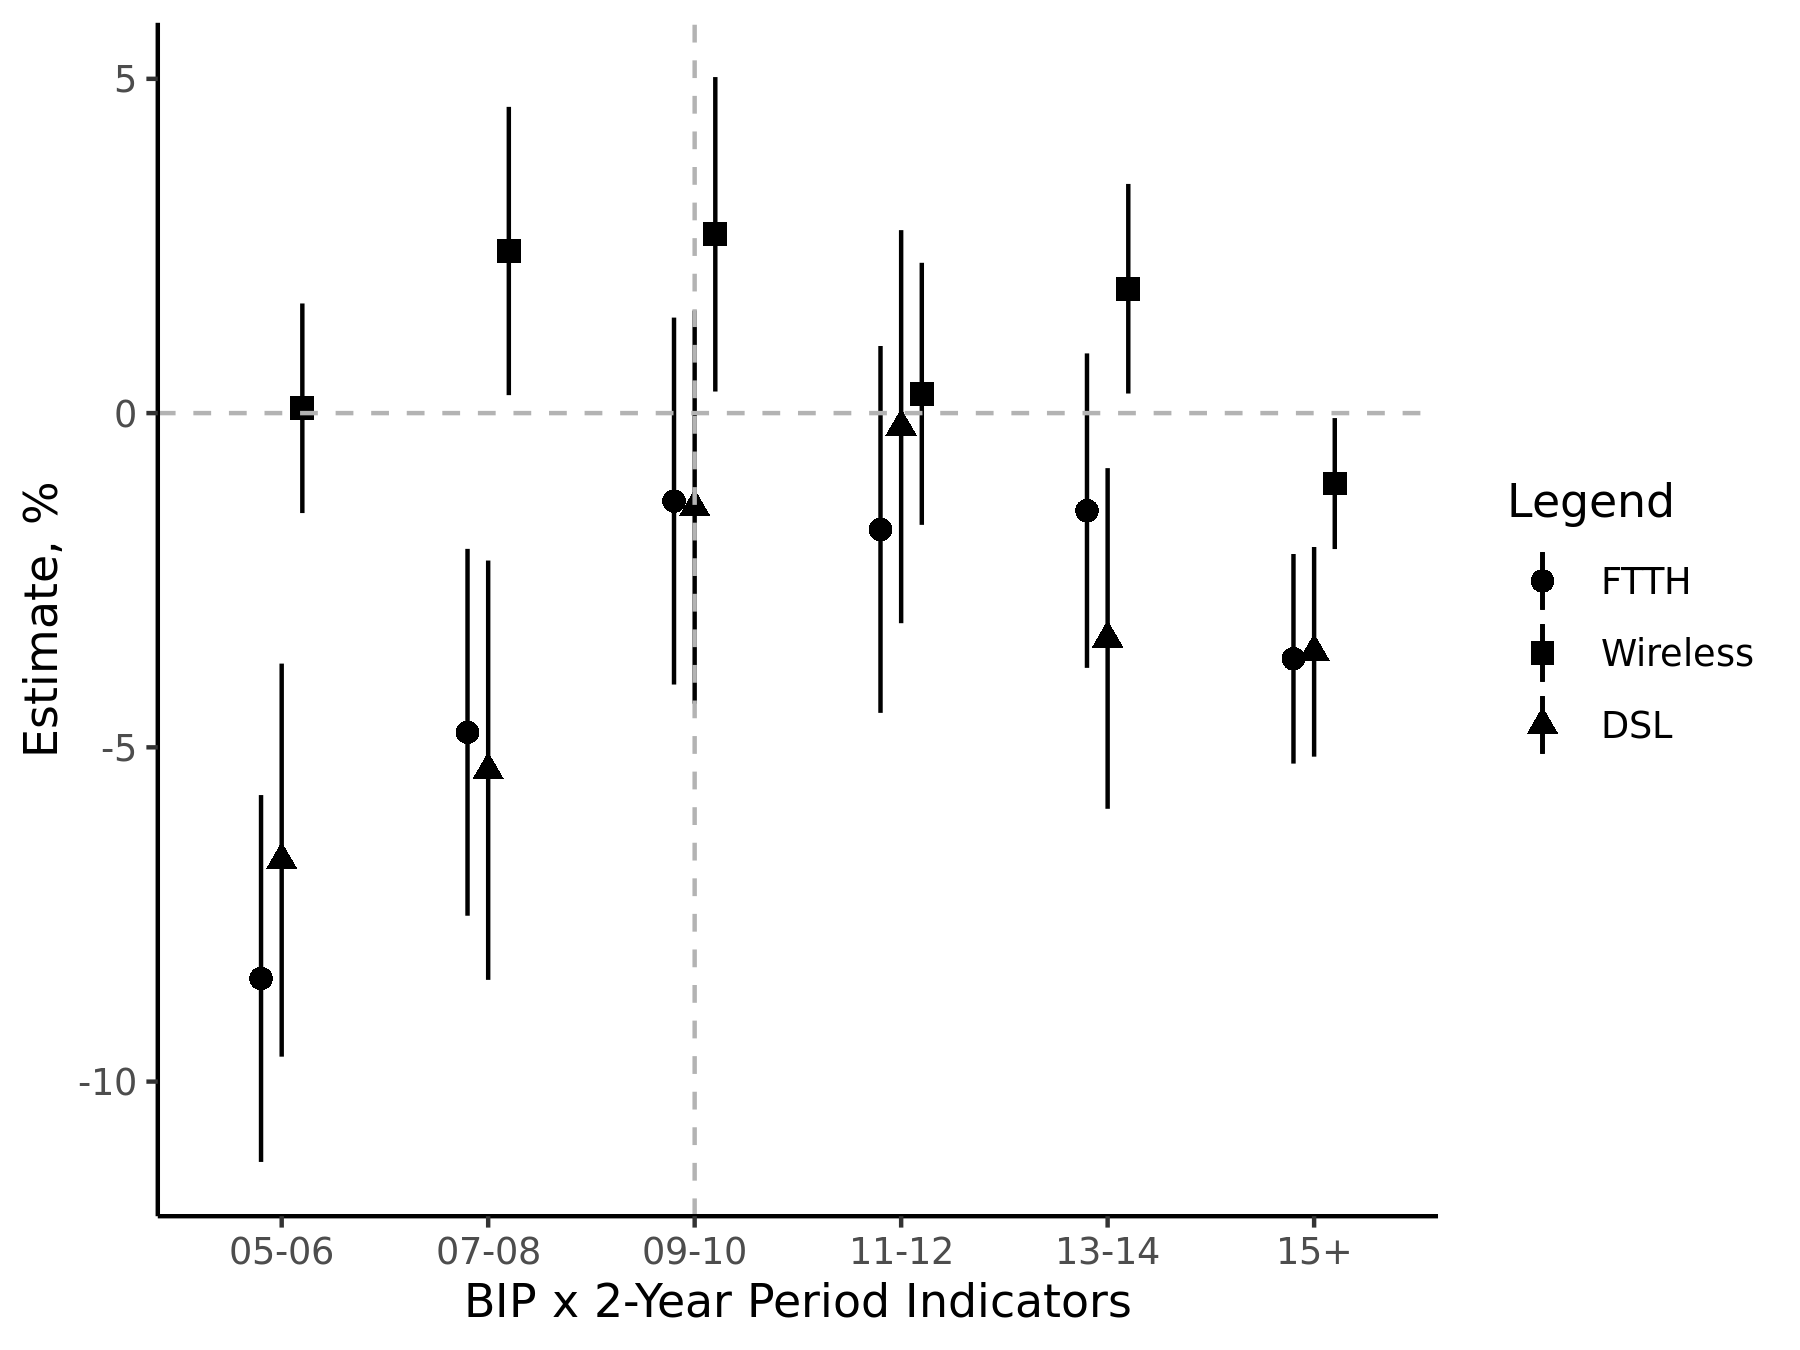 5
0
-5
-10
Estimate, %
05-06 07-08 09-10 11-12 13-14 15+
BIP x 2-Year Period Indicators
Legend
FTTH
Wireless
DSL